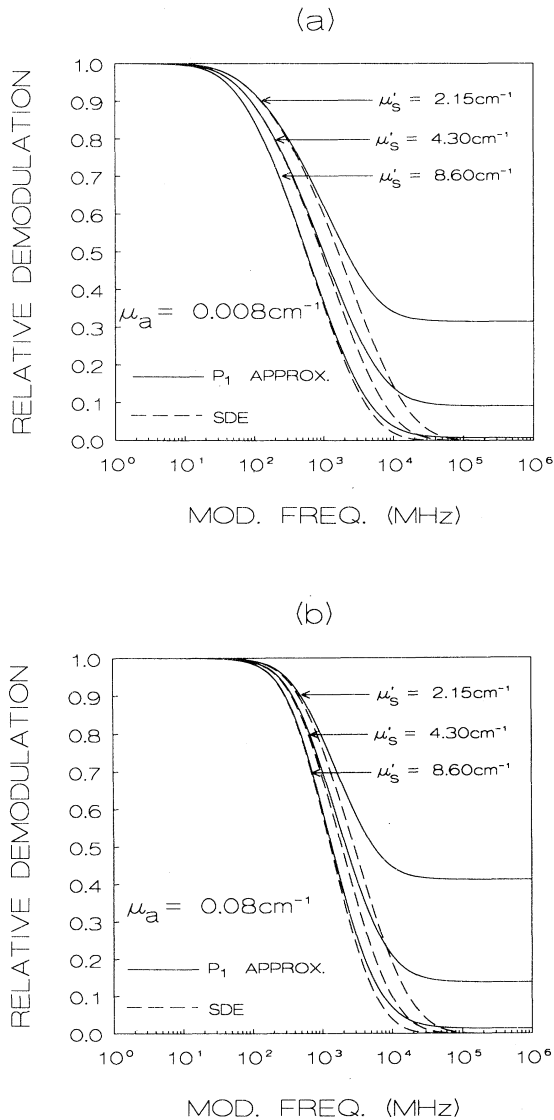 (a)
RELATIVE DEMODULATION
1.0
0.9
0.8
0.7
0.6
0.5
0.4
0.3
0.2
0.1
0.0
μ's = 2.15cm⁻¹
μ's = 4.30cm⁻¹
μ's = 8.60cm⁻¹
μa = 0.008cm⁻¹
P₁ APPROX.
SDE
10⁰ 10¹ 10² 10³ 10⁴ 10⁵ 10⁶
MOD. FREQ. (MHz)
(b)
RELATIVE DEMODULATION
1.0
0.9
0.8
0.7
0.6
0.5
0.4
0.3
0.2
0.1
0.0
μ's = 2.15cm⁻¹
μ's = 4.30cm⁻¹
μ's = 8.60cm⁻¹
μa = 0.08cm⁻¹
P₁ APPROX.
SDE
10⁰ 10¹ 10² 10³ 10⁴ 10⁵ 10⁶
MOD. FREQ. (MHz)